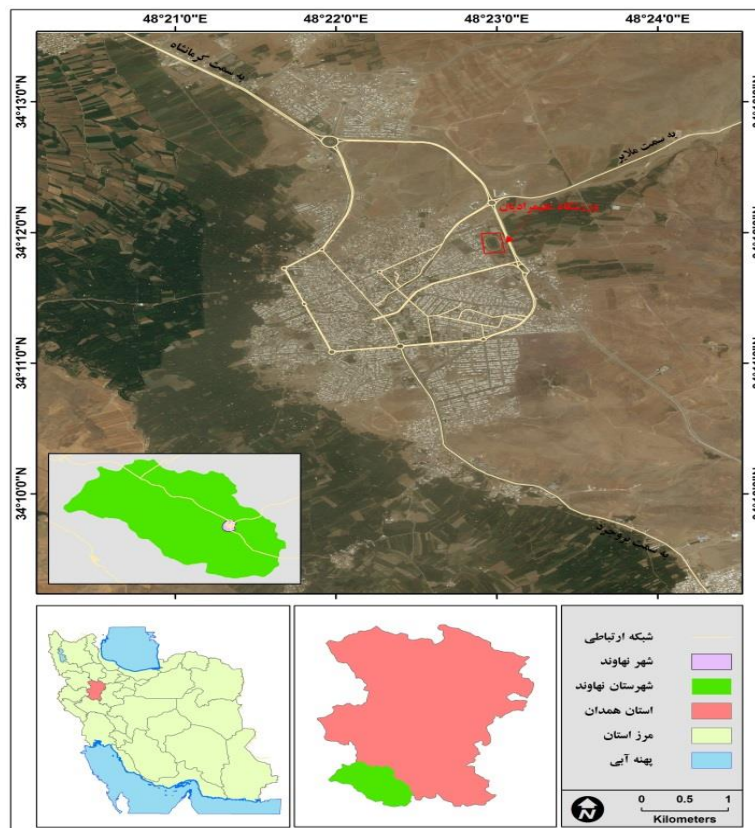 48°21'0"E 48°22'0"E 48°23'0"E 48°24'0"E
34°13'0"N
34°12'0"N
34°11'0"N
34°10'0"N
به سمت کرمانشاه
به سمت ملایر
به سمت بروجرد
شبکه ارتباطی
شهر نهاوند
شهرستان نهاوند
استان همدان
مرز استان
پهنه آبی
0 0.5 1
Kilometers